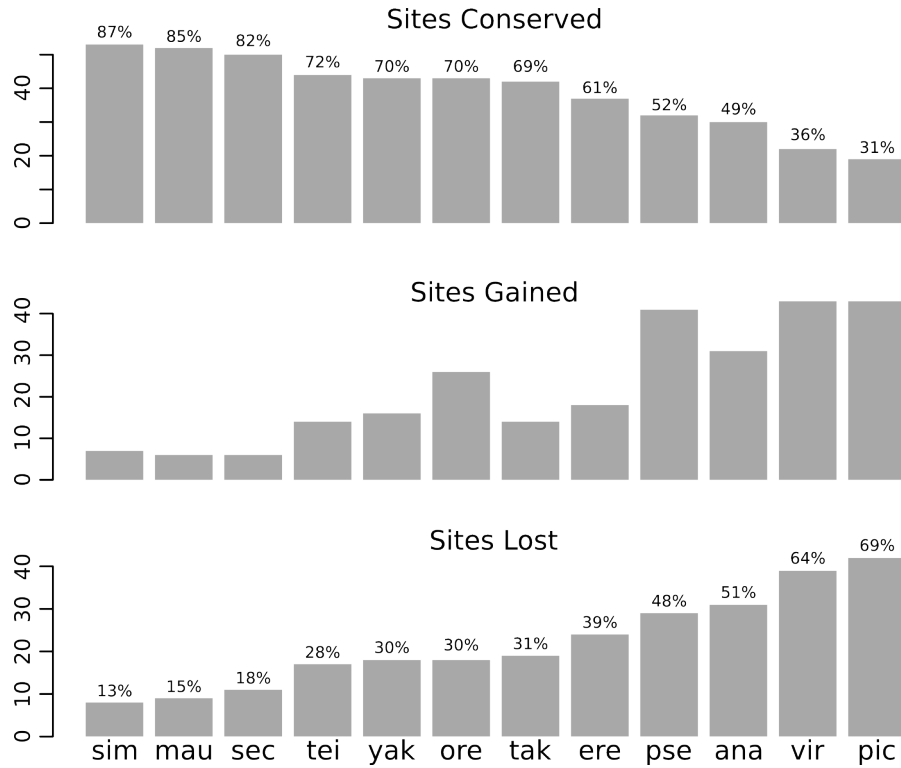 Sites Conserved
87% 85% 82% 72% 70% 70% 69% 61% 52% 49% 36% 31%
40
20
0
Sites Gained
40
30
20
10
0
Sites Lost
13% 15% 18% 28% 30% 30% 31% 39% 48% 51% 64% 69%
40
30
20
10
0
sim mau sec tei yak ore tak ere pse ana vir pic